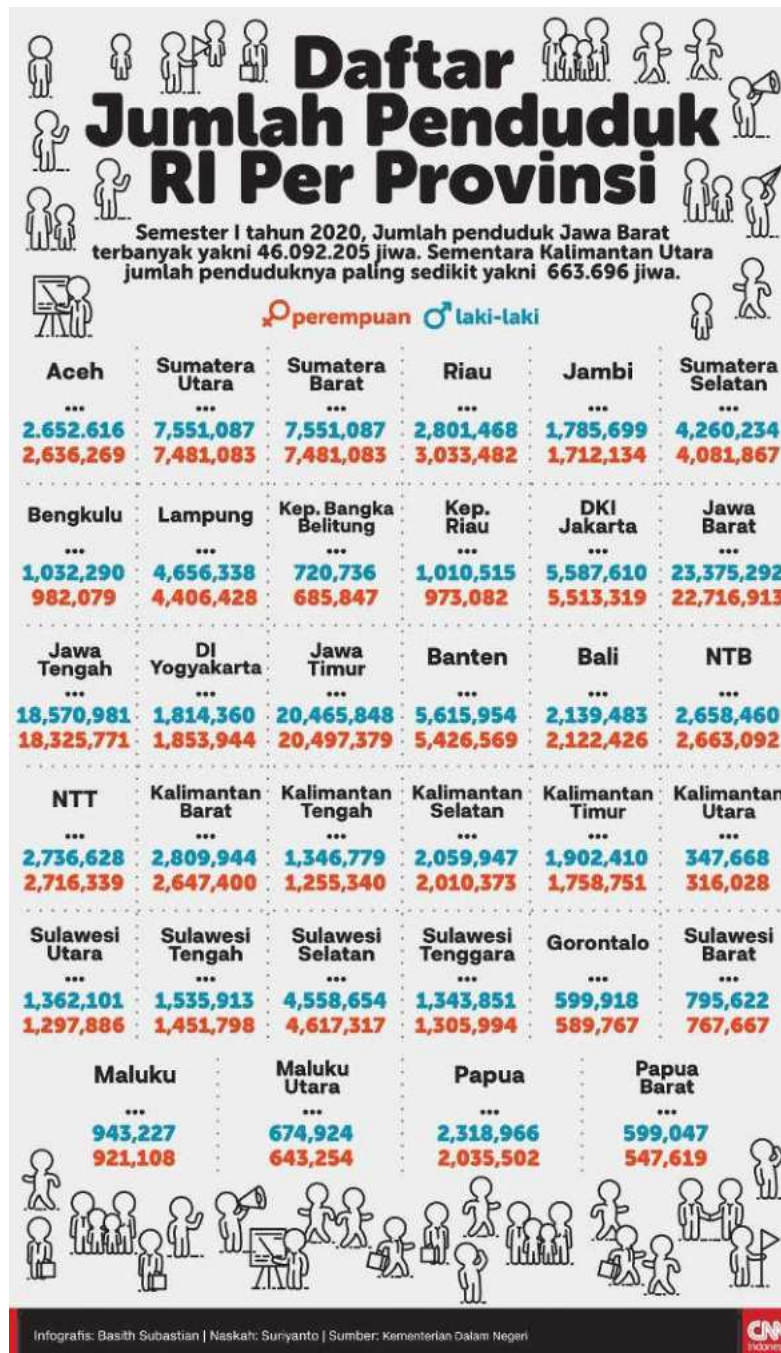 Daftar
Jumlah Penduduk
RI Per Provinsi
Semester I tahun 2020, Jumlah penduduk Jawa Barat
terbanyak yakni 46.092.205 jiwa. Sementara Kalimantan Utara
jumlah penduduknya paling sedikit yakni 663.696 jiwa.
perempuan laki-laki
Aceh
...
2.652.616
2,636,269
Sumatera
Utara
...
7,551,087
7,481,083
Sumatera
Barat
...
7,551,087
7,481,083
Riau
...
2,801,468
3,033,482
Jambi
...
1,785,699
1,712,134
Sumatera
Selatan
...
4,260,234
4,081,867
Bengkulu
...
1,032,290
982,079
Lampung
...
4,656,338
4,406,428
Kep. Bangka
Belitung
...
720,736
685,847
Kep.
Riau
...
1,010,515
973,082
DKI
Jakarta
...
5,587,610
5,513,319
Jawa
Barat
...
23,375,292
22,716,913
Jawa
Tengah
...
18,570,981
18,325,771
DI
Yogyakarta
...
1,814,360
1,853,944
Jawa
Timur
...
20,465,848
20,497,379
Banten
...
5,615,954
5,426,569
Bali
...
2,139,483
2,122,426
NTB
...
2,658,460
2,663,092
NTT
...
2,736,628
2,716,339
Kalimantan
Barat
...
2,809,944
2,647,400
Kalimantan
Tengah
...
1,346,779
1,255,340
Kalimantan
Selatan
...
2,059,947
2,010,373
Kalimantan
Timur
...
1,902,410
1,758,751
Kalimantan
Utara
...
347,668
316,028
Sulawesi
Utara
...
1,362,101
1,297,886
Sulawesi
Tengah
...
1,535,913
1,451,798
Sulawesi
Selatan
...
4,558,654
4,617,317
Sulawesi
Tenggara
...
1,343,851
1,305,994
Gorontalo
...
599,918
589,767
Sulawesi
Barat
...
795,622
767,667
Maluku
...
943,227
921,108
Maluku
Utara
...
674,924
643,254
Papua
...
2,318,966
2,035,502
Papua
Barat
...
599,047
547,619
Infografis: Basith Subastian | Naskah: Suriyanto | Sumber: Kementerian Dalam Negeri
CNN
Indonesia